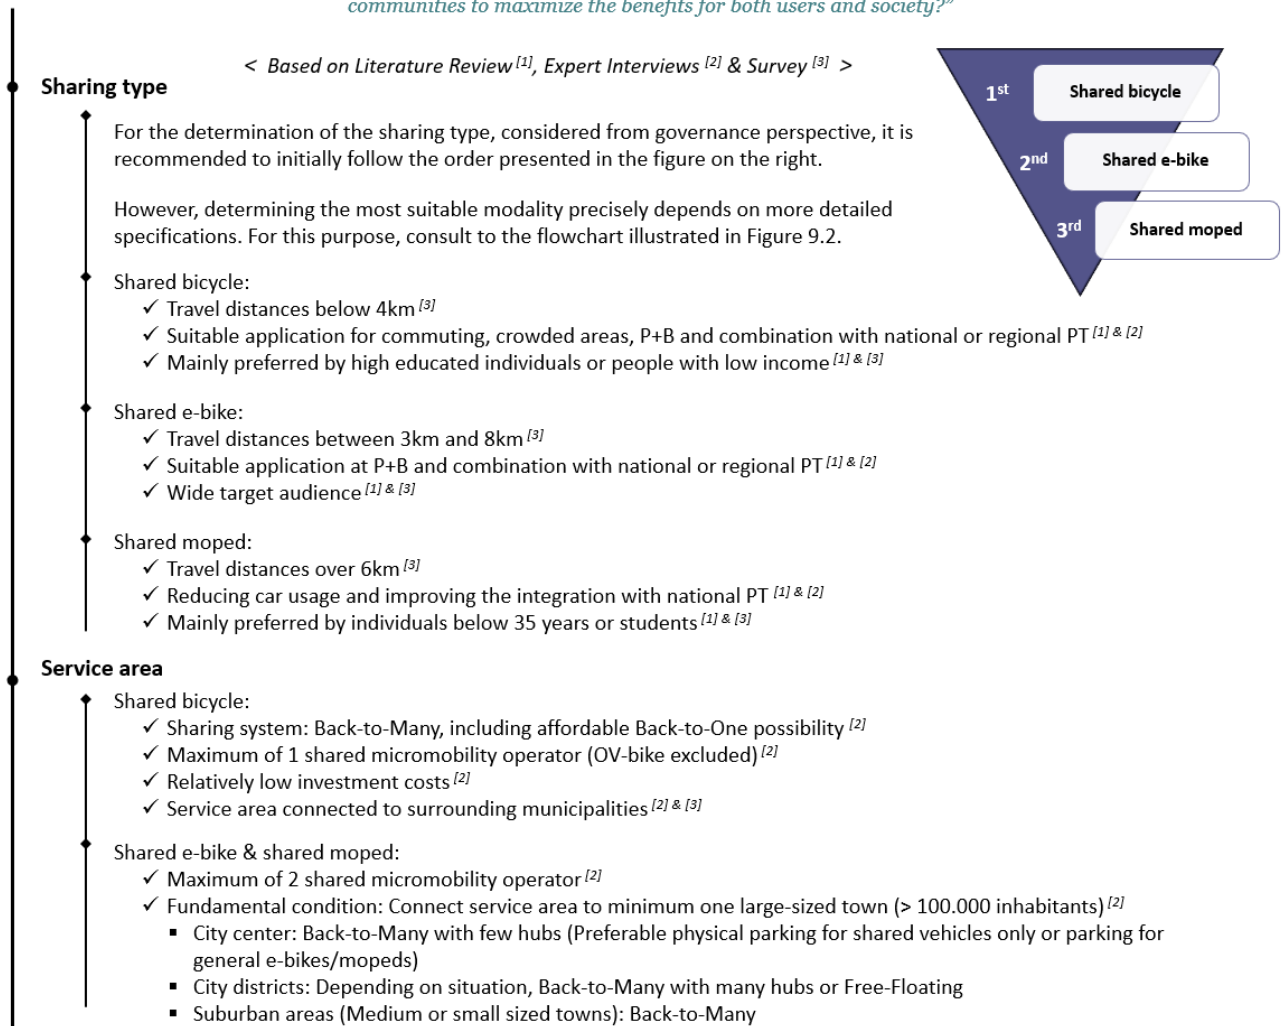 communities to maximize the benefits for both users and society?”
< Based on Literature Review [1], Expert Interviews [2] & Survey [3] >
Sharing type
For the determination of the sharing type, considered from governance perspective, it is
recommended to initially follow the order presented in the figure on the right.
However, determining the most suitable modality precisely depends on more detailed
specifications. For this purpose, consult to the flowchart illustrated in Figure 9.2.
1st Shared bicycle
2nd Shared e-bike
3rd Shared moped
Shared bicycle:
✓ Travel distances below 4km [3]
✓ Suitable application for commuting, crowded areas, P+B and combination with national or regional PT [1] & [2]
✓ Mainly preferred by high educated individuals or people with low income [1] & [3]
Shared e-bike:
✓ Travel distances between 3km and 8km [3]
✓ Suitable application at P+B and combination with national or regional PT [1] & [2]
✓ Wide target audience [1] & [3]
Shared moped:
✓ Travel distances over 6km [3]
✓ Reducing car usage and improving the integration with national PT [1] & [2]
✓ Mainly preferred by individuals below 35 years or students [1] & [3]
Service area
Shared bicycle:
✓ Sharing system: Back-to-Many, including affordable Back-to-One possibility [2]
✓ Maximum of 1 shared micromobility operator (OV-bike excluded) [2]
✓ Relatively low investment costs [2]
✓ Service area connected to surrounding municipalities [2] & [3]
Shared e-bike & shared moped:
✓ Maximum of 2 shared micromobility operator [2]
✓ Fundamental condition: Connect service area to minimum one large-sized town (> 100.000 inhabitants) [2]
▪ City center: Back-to-Many with few hubs (Preferable physical parking for shared vehicles only or parking for
general e-bikes/mopeds)
▪ City districts: Depending on situation, Back-to-Many with many hubs or Free-Floating
▪ Suburban areas (Medium or small sized towns): Back-to-Many